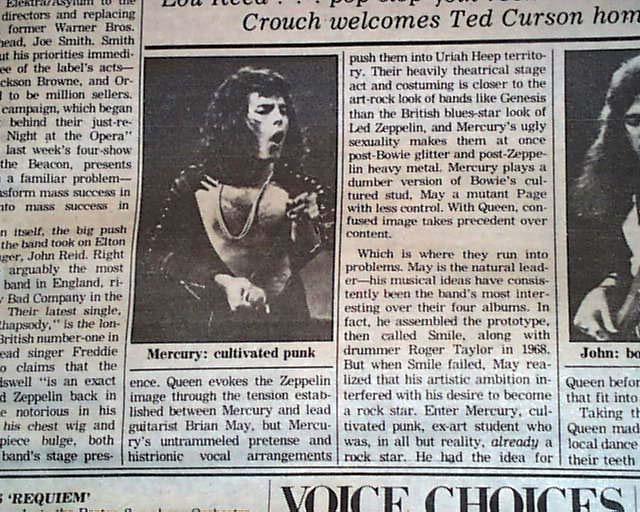 Elektra/Asylum to the
directors and replacing
former Warner Bros.
head, Joe Smith. Smith
ut his priorities immedi-
ee of the label's acts—
ckson Browne, and Or-
l to be million sellers.
campaign, which began
behind their just-re-
Night at the Opera"
last week's four-show
the Beacon, presents
a familiar problem—
nsform mass success in
nto mass success in
n itself, the big push
the band took on Elton
ger, John Reid. Right
arguably the most
band in England, ri-
y Bad Company in the
Their latest single,
hapsody," is the lon-
British number-one in
ead singer Freddie
o claims that the
dswell "is an exact
d Zeppelin back in
e notorious in his
his chest wig and
piece bulge, both
band's stage pres-
Crouch welcomes Ted Curson hom
Mercury: cultivated punk
ence. Queen evokes the Zeppelin
image through the tension estab-
lished between Mercury and lead
guitarist Brian May, but Mercu-
ry's untrammeled pretense and
histrionic vocal arrangements
push them into Uriah Heep territo-
ry. Their heavily theatrical stage
act and costuming is closer to the
art-rock look of bands like Genesis
than the British blues-star look of
Led Zeppelin, and Mercury's ugly
sexuality makes them at once
post-Bowie glitter and post-Zeppe-
lin heavy metal. Mercury plays a
dumber version of Bowie's cul-
tured stud, May a mutant Page
with less control. With Queen, con-
fused image takes precedent over
content.
Which is where they run into
problems. May is the natural lead-
er—his musical ideas have consis-
tently been the band's most inter-
esting over their four albums. In
fact, he assembled the prototype,
then called Smile, along with
drummer Roger Taylor in 1968.
But when Smile failed, May rea-
lized that his artistic ambition in-
terfered with his desire to become
a rock star. Enter Mercury, cul-
tivated punk, ex-art student who
was, in all but reality, already a
rock star. He had the idea for
John: bo
Queen befor
that fit into
Taking t
Queen mad
local dance
their teeth
'REQUIEM'
VOICE CHOICES